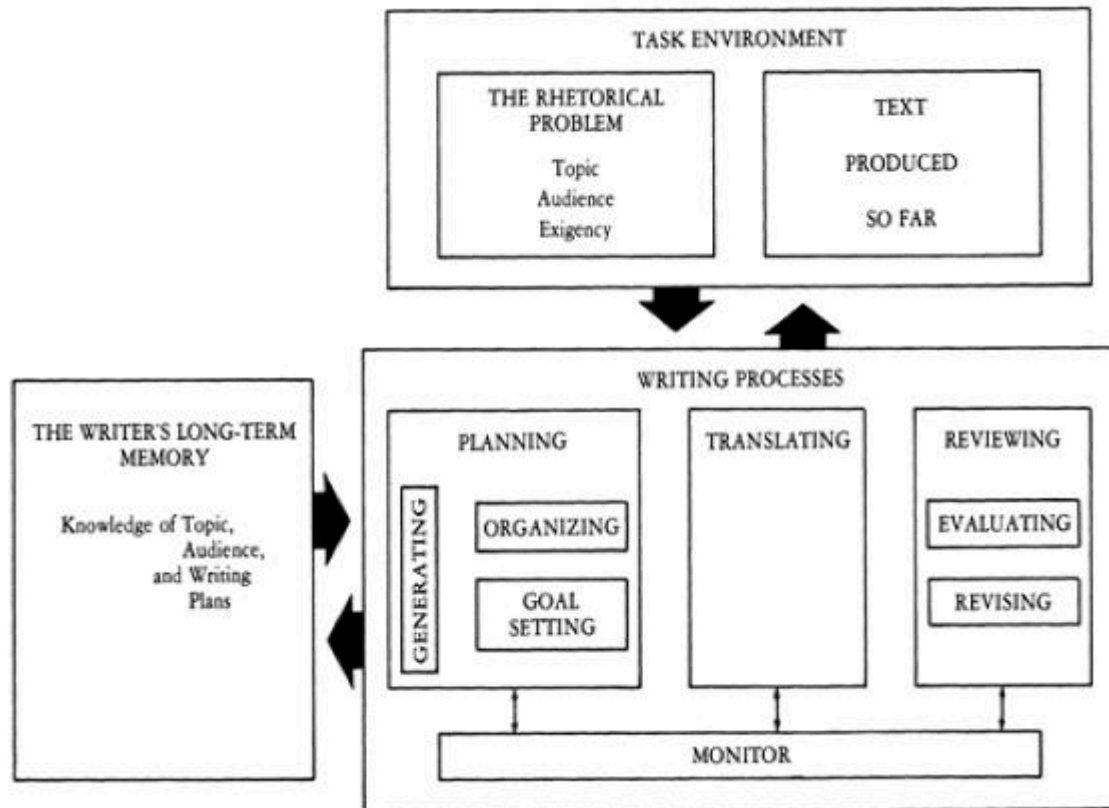 TASK ENVIRONMENT
THE RHETORICAL
PROBLEM
Topic
Audience
Exigency
TEXT
PRODUCED
SO FAR
WRITING PROCESSES
THE WRITER'S LONG-TERM
MEMORY
Knowledge of Topic,
Audience,
and Writing
Plans
PLANNING
GENERATING
ORGANIZING
GOAL
SETTING
TRANSLATING
REVIEWING
EVALUATING
REVISING
MONITOR